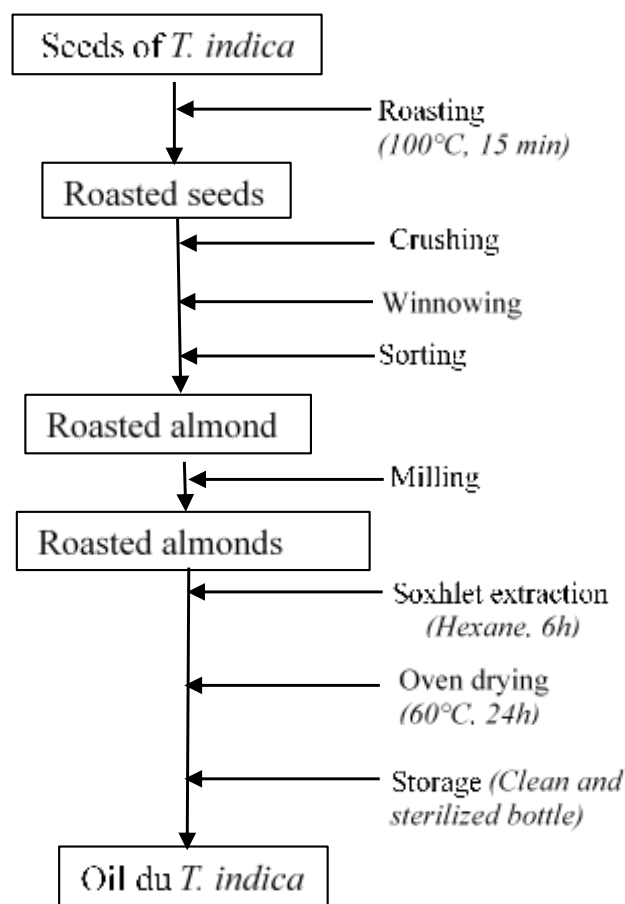 Seeds of T. indica
Roasting
(100°C, 15 min)
Roasted seeds
Crushing
Winnowing
Sorting
Roasted almond
Milling
Roasted almonds
Soxhlet extraction
(Hexane, 6h)
Oven drying
(60°C, 24h)
Storage (Clean and
sterilized bottle)
Oil du T. indica